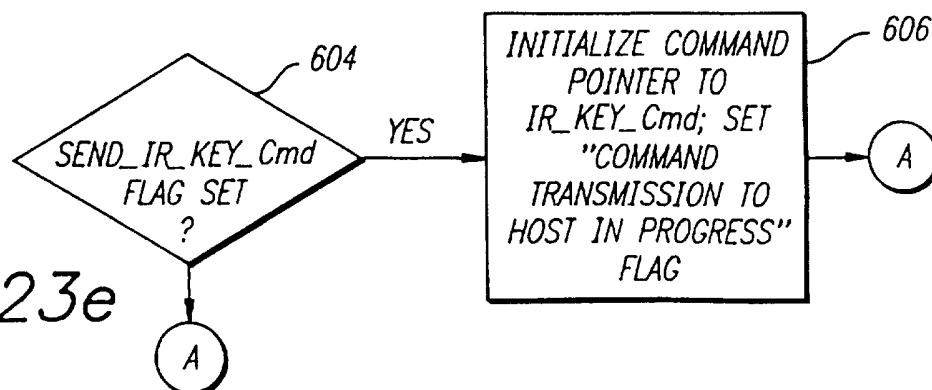 604
SEND_IR_KEY_Cmd
FLAG SET
?
YES
INITIALIZE COMMAND
POINTER TO
IR_KEY_Cmd; SET
"COMMAND
TRANSMISSION TO
HOST IN PROGRESS"
FLAG
606
A
23e
A